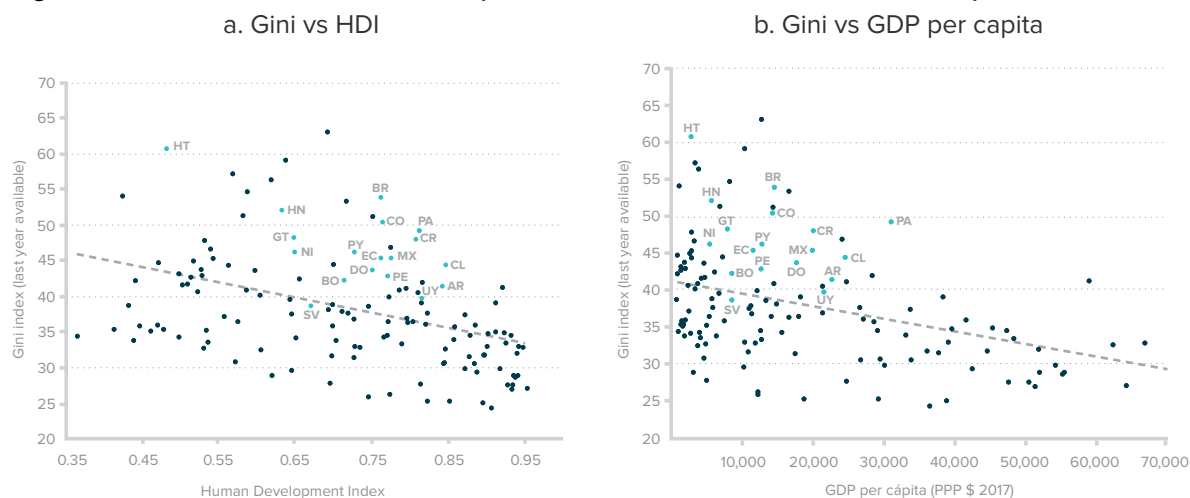 a. Gini vs HDI
b. Gini vs GDP per cápita
Gini index (last year available)
70
65
60
55
50
45
40
35
30
25
20
HT
BR
HN
CO
PA
GT
CR
NI
PY
EC
MX
DO
CL
BO
PE
AR
UY
SV
0.35 0.45 0.55 0.65 0.75 0.85 0.95
Human Development Index
Gini index (last year available)
70
65
60
55
50
45
40
35
30
25
20
HT
BR
HN
CO
PA
GT
CR
NI
PY
EC
MX
CL
PE
DO
BO
AR
UY
SV
10,000 20,000 30,000 40,000 50,000 60,000 70,000
GDP per cápita (PPP $ 2017)